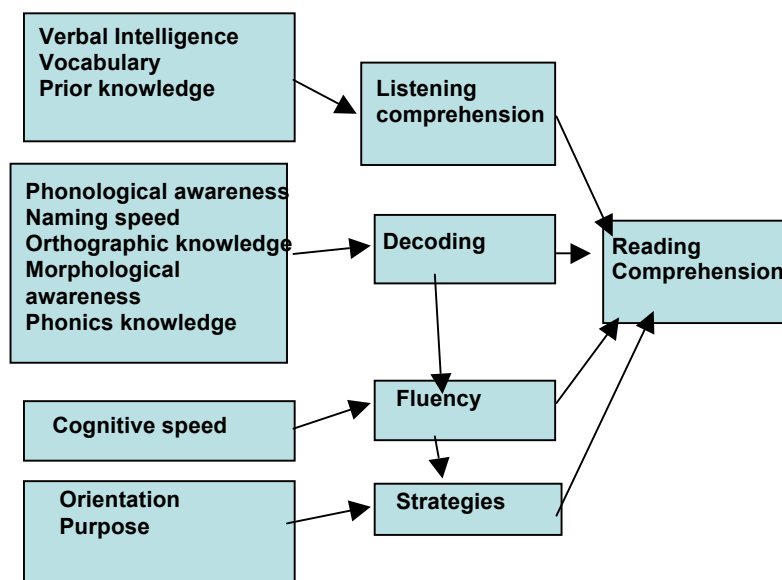 Verbal Intelligence
Vocabulary
Prior knowledge
Listening
comprehension
Phonological awareness
Naming speed
Orthographic knowledge
Morphological
awareness
Phonics knowledge
Decoding
Reading
Comprehension
Cognitive speed
Fluency
Orientation
Purpose
Strategies